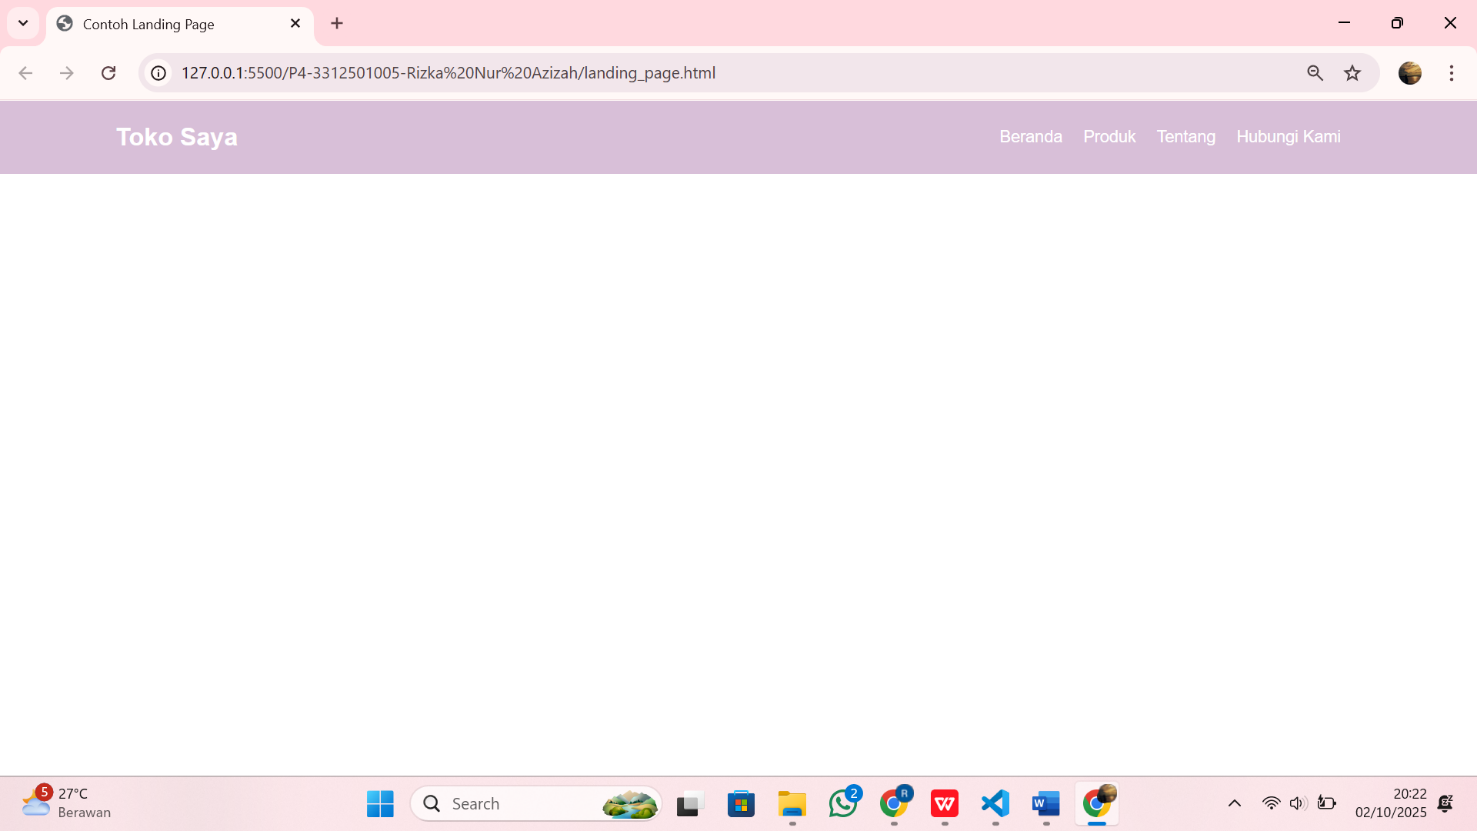 Contoh Landing Page
127.0.0.1:5500/P4-3312501005-Rizka%20Nur%20Azizah/landing_page.html
Toko Saya
Beranda Produk Tentang Hubungi Kami
5
27°C
Berawan
Search
2
R
W
W
20:22
02/10/2025